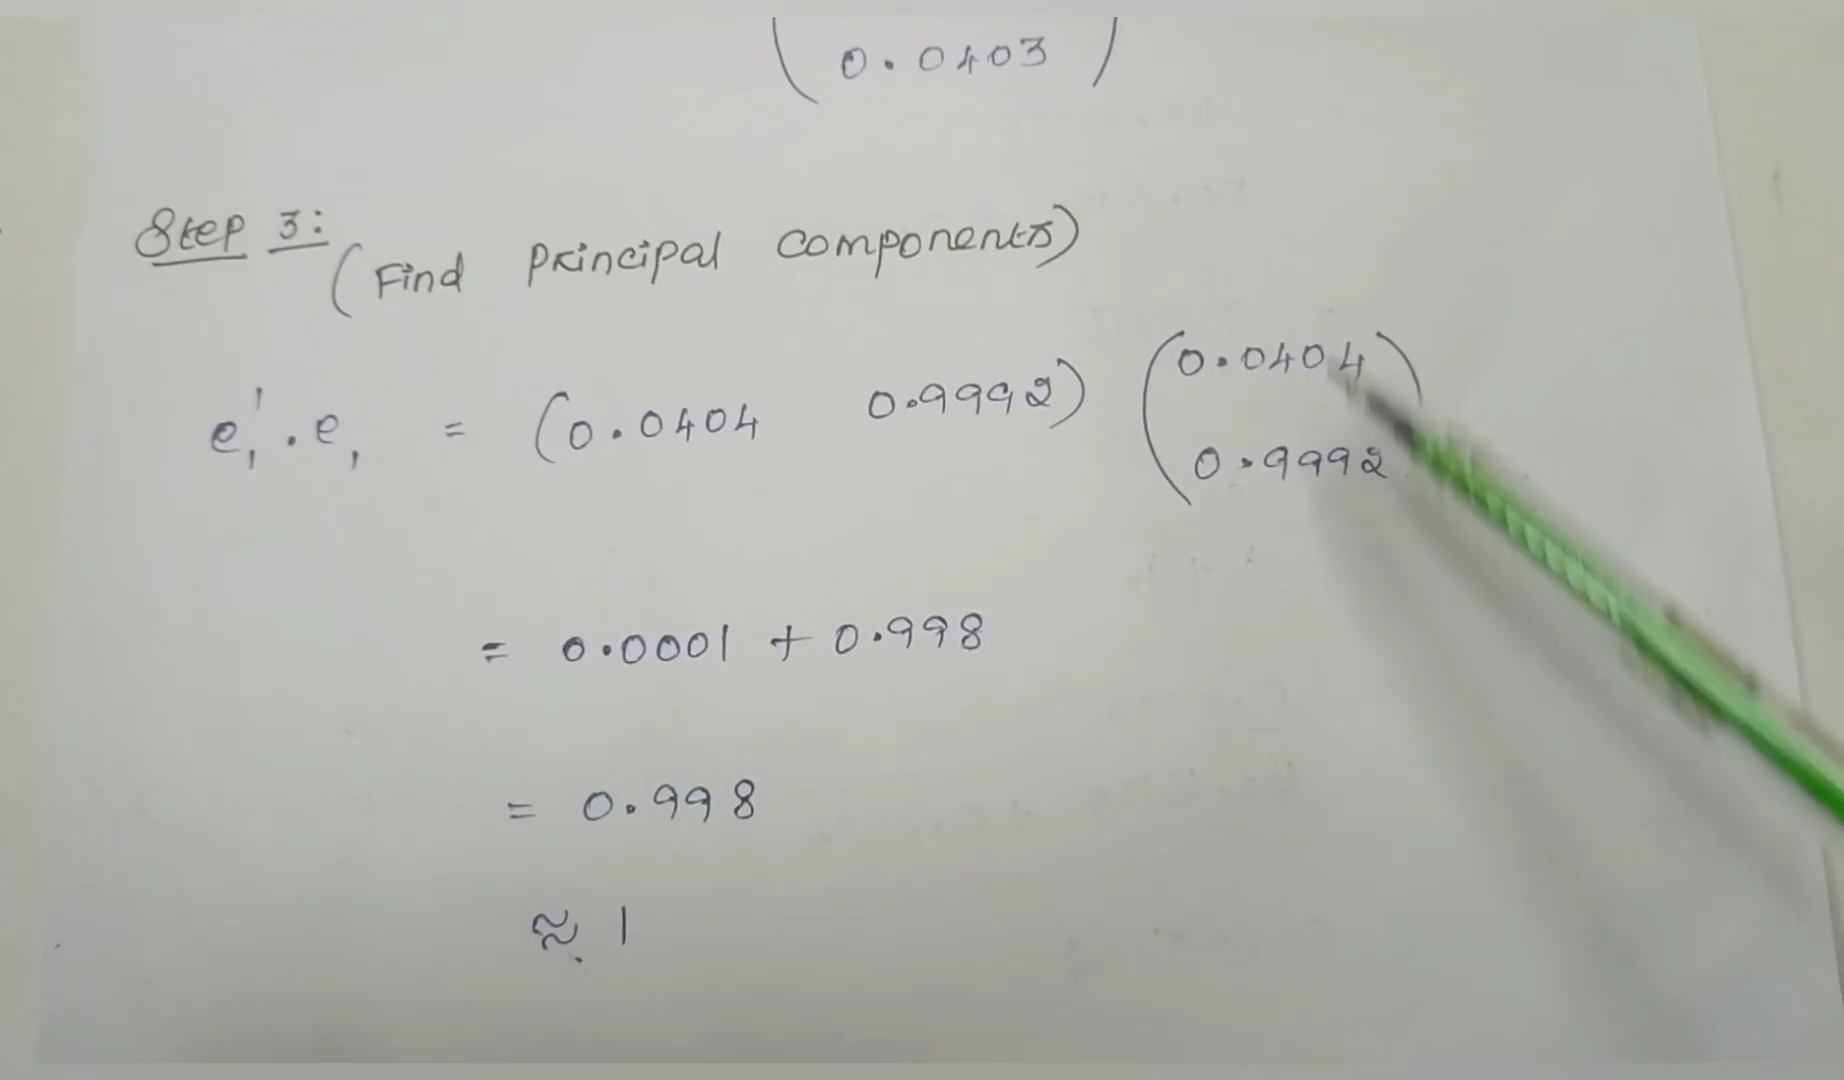 ( 0.0403 )
Step 3:
(Find Principal components)
e₁' . e₁ = (0.0404 0.9992) (0.0404
0.9992)
= 0.0001 + 0.998
= 0.998
≈ 1